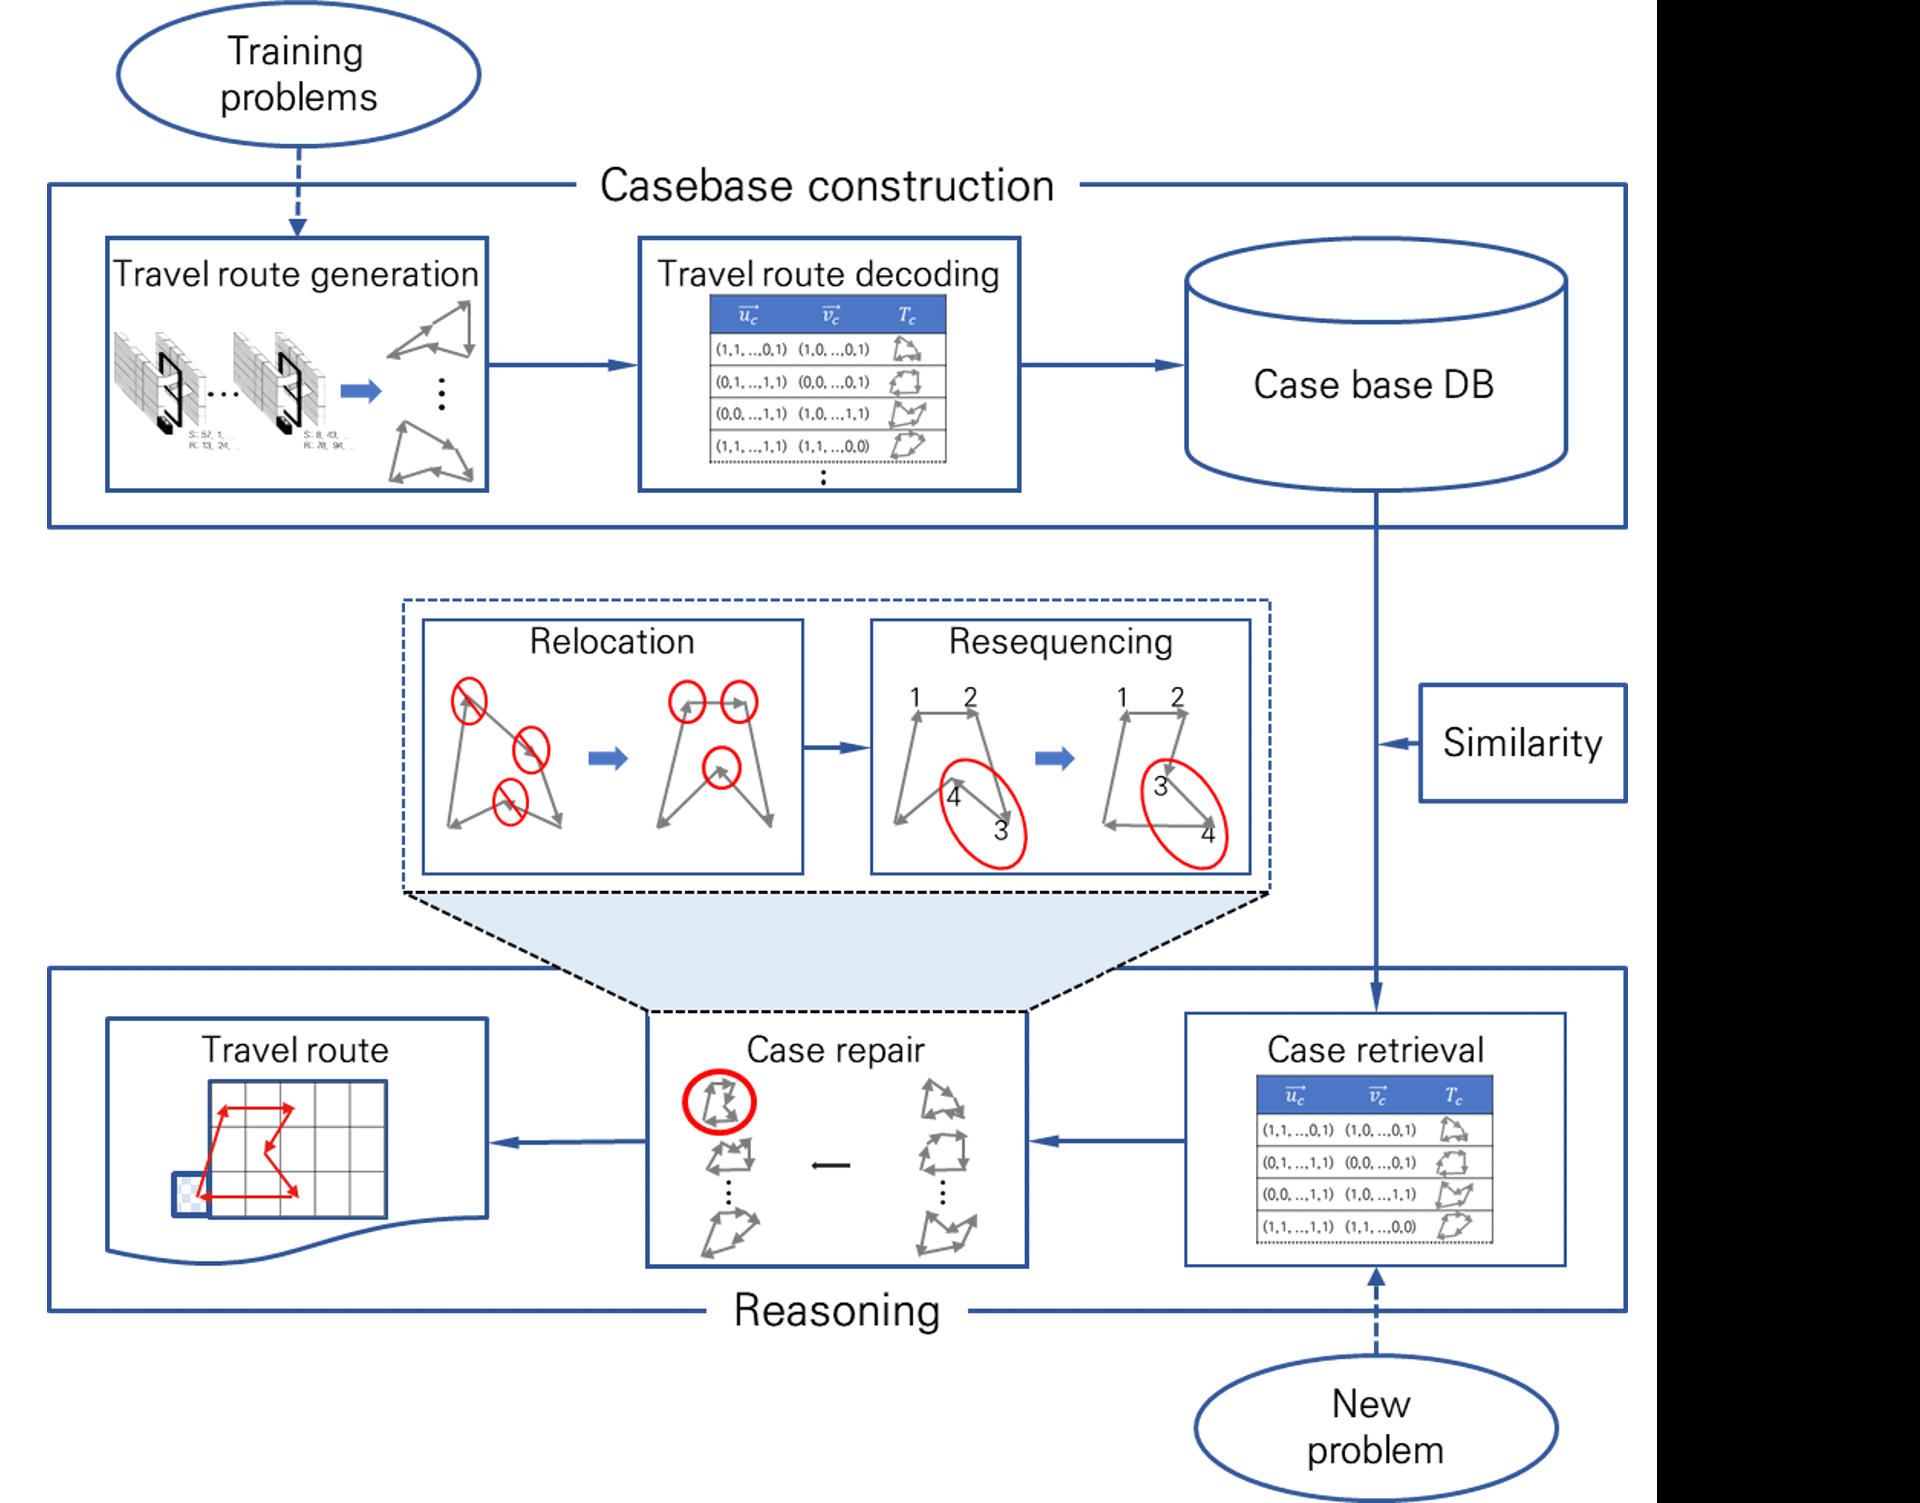 Training
problems
Casebase construction
Travel route generation
S: 57, 1, ..
R: 13, 24, ..
S: 8, 43, ..
R: 78, 94, ..
Travel route decoding
u_c v_c T_c
(1,1, ..,0,1) (1,0, ..,0,1)
(0,1, ..,1,1) (0,0, ..,0,1)
(0,0, ..,1,1) (1,0, ..,1,1)
(1,1, ..,1,1) (1,1, ..,0,0)
Case base DB
Relocation
Resequencing
1 2
4
3
1 2
3
4
Similarity
Travel route
Case repair
Case retrieval
u_c v_c T_c
(1,1, ..,0,1) (1,0, ..,0,1)
(0,1, ..,1,1) (0,0, ..,0,1)
(0,0, ..,1,1) (1,0, ..,1,1)
(1,1, ..,1,1) (1,1, ..,0,0)
Reasoning
New
problem